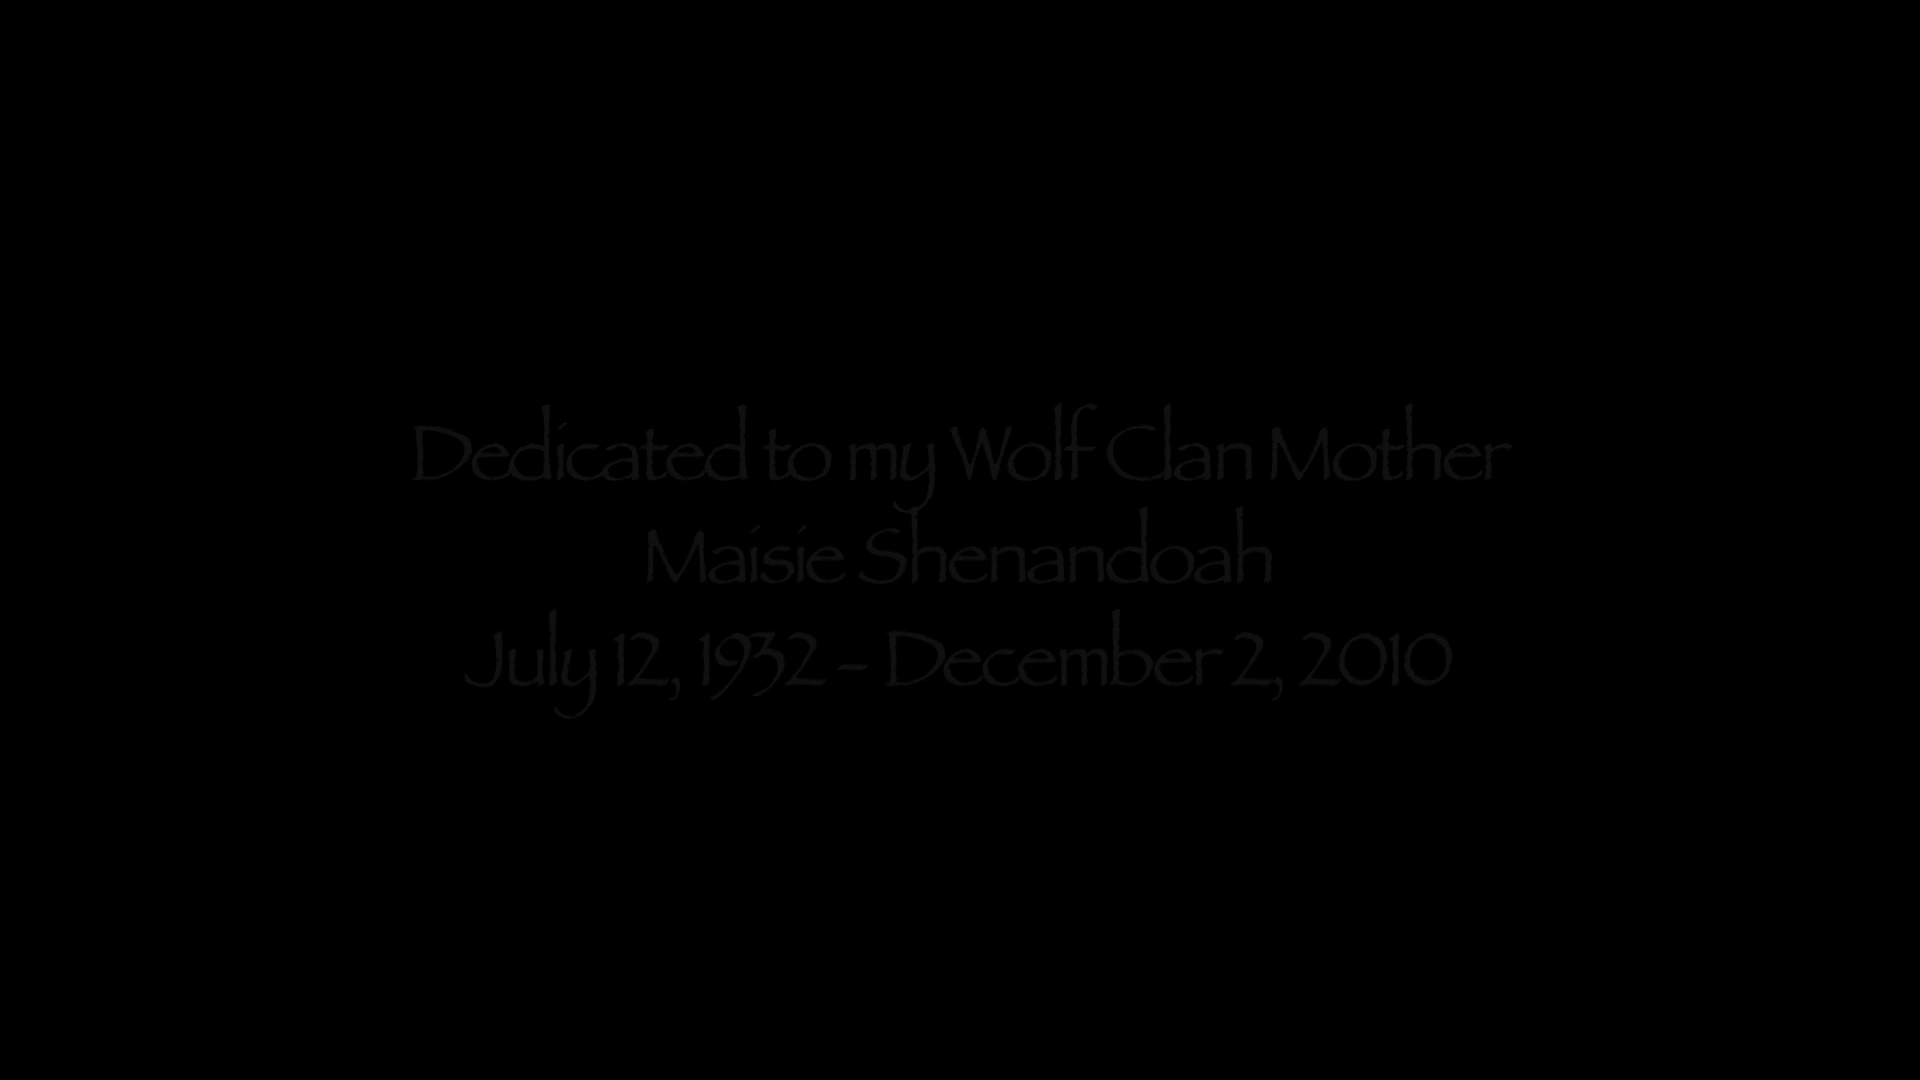 Dedicated to my Wolf Clan Mother
Maisie Shenandoah
July 12, 1932 - December 2, 2010